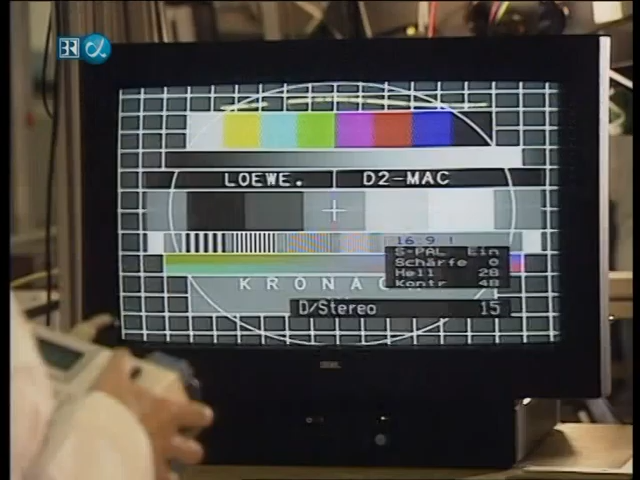 BR α
LOEWE. D2-MAC
16:9 !
S-PAL Ein
Schärfe 0
Hell 28
Kontr 48
KRONAC
D/Stereo 15